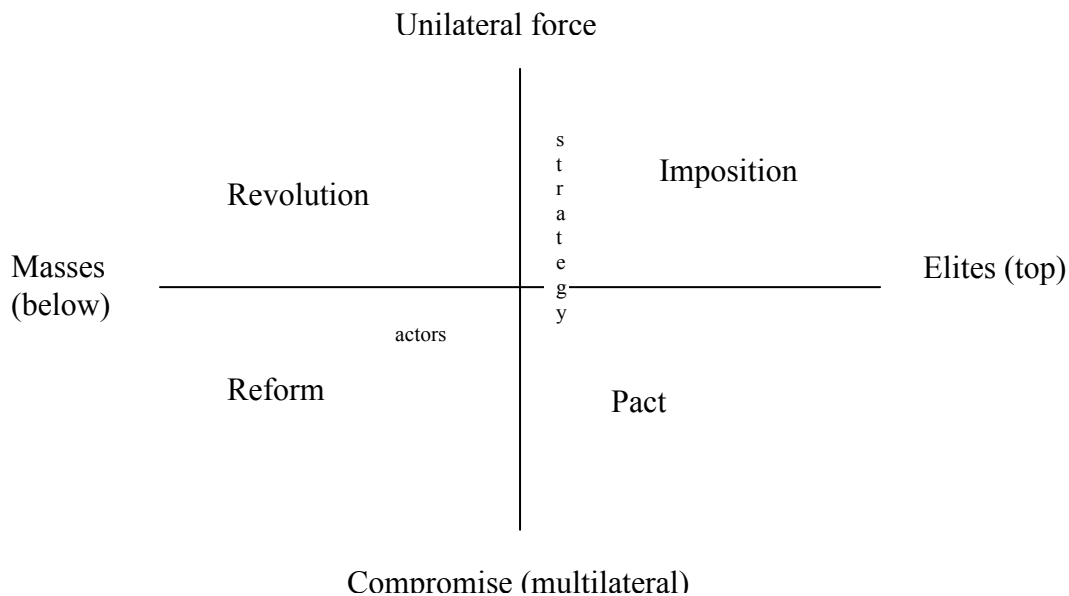 Unilateral force
strategy
Imposition
Revolution
Masses
(below)
Elites (top)
actors
Reform
Pact
Compromise (multilateral)